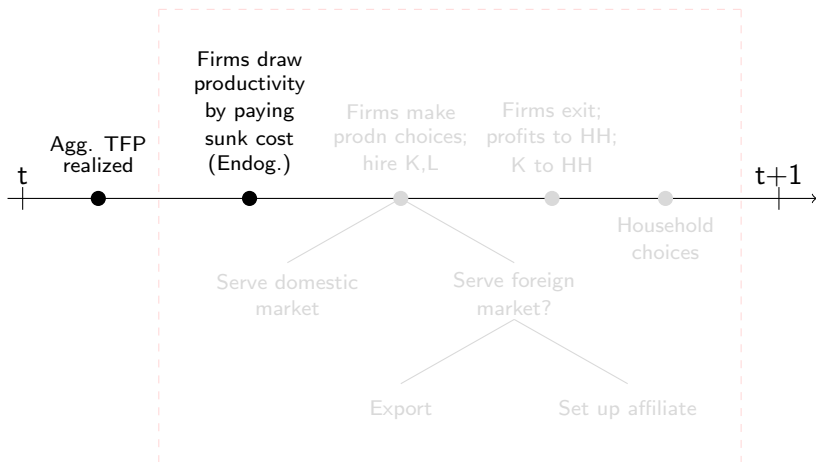 Firms draw
productivity
by paying
sunk cost
(Endog.)
Agg. TFP
realized
Firms make
prodn choices;
hire K,L
Firms exit;
profits to HH;
K to HH
t
t+1
Household
choices
Serve domestic
market
Serve foreign
market?
Export
Set up affiliate